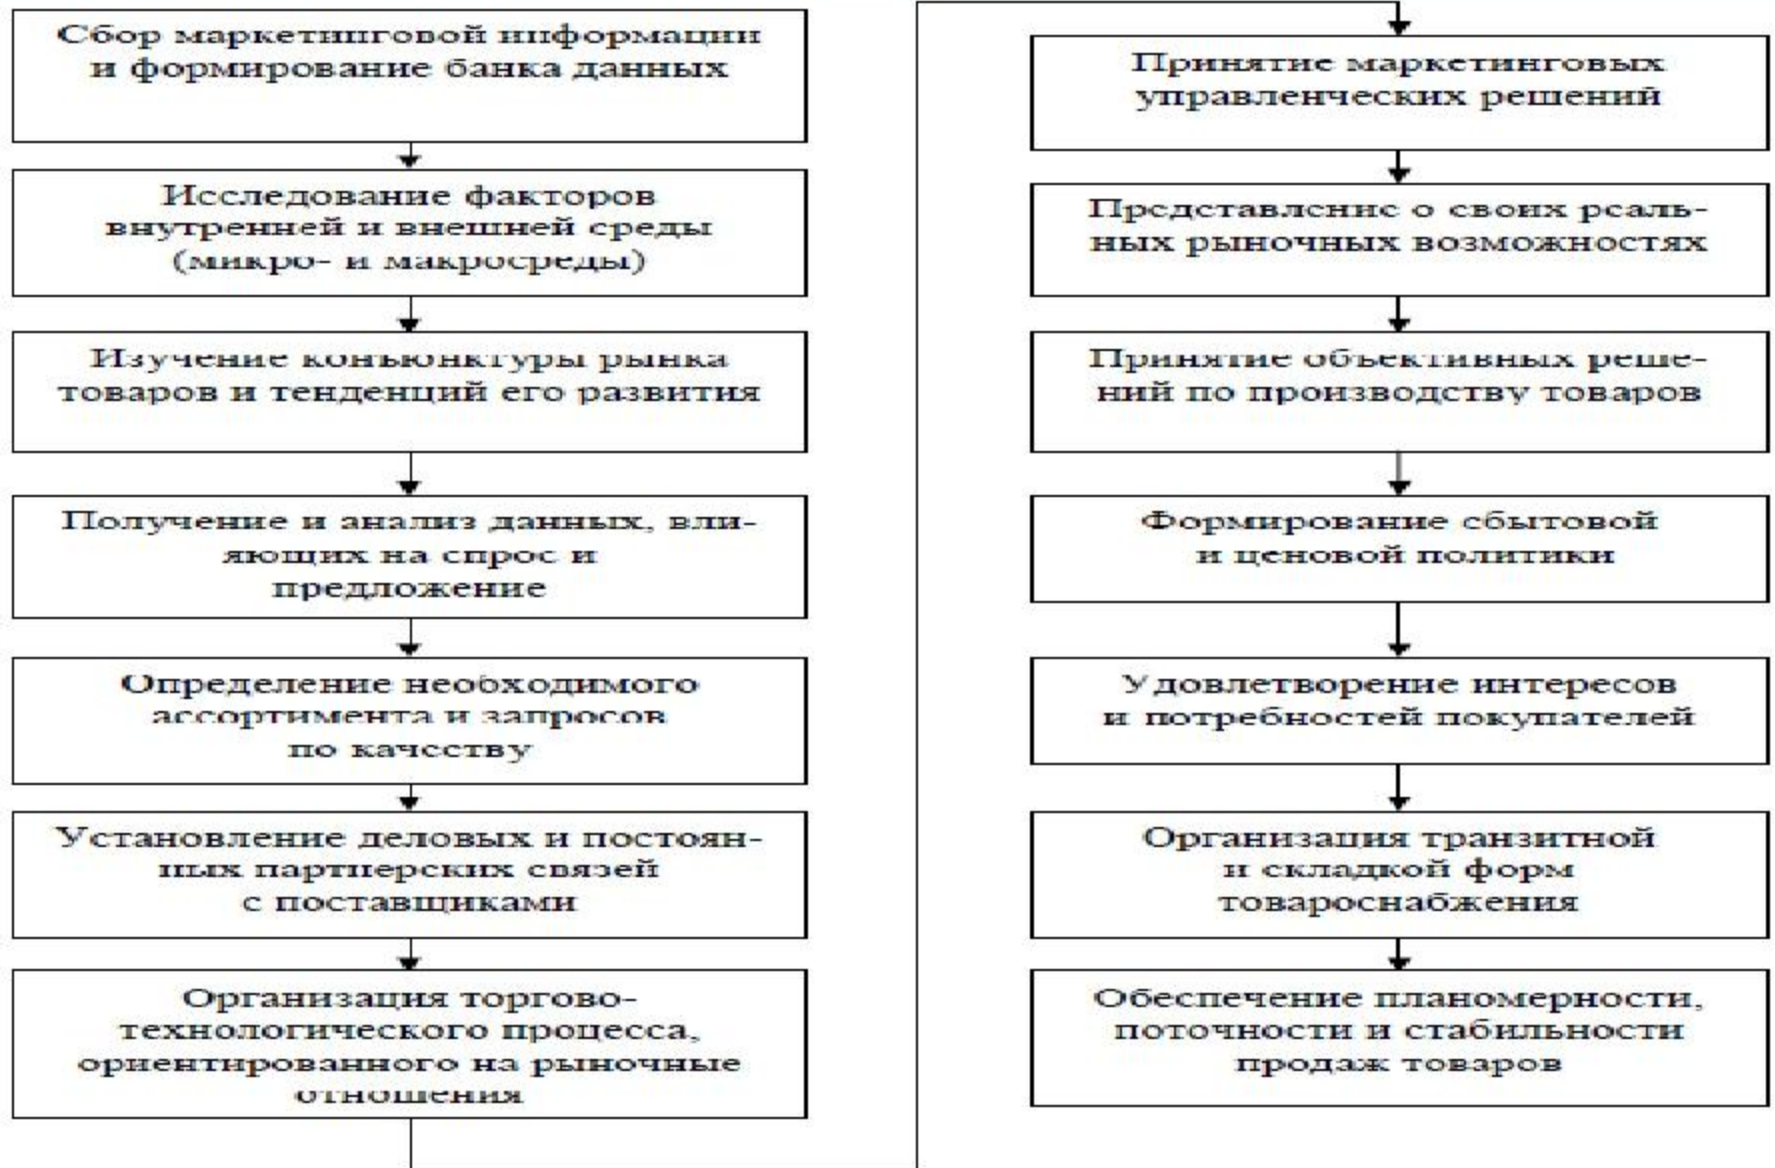 Сбор маркетинговой информации
и формирование банка данных
Исследование факторов
внутренней и внешней среды
(микро- и макросреды)
Изучение конъюнктуры рынка
товаров и тенденций его развития
Получение и анализ данных, вли-
яющих на спрос и
предложение
Определение необходимого
ассортимента и запросов
по качеству
Установление деловых и постоян-
ных партнерских связей
с поставщиками
Организация торгово-
технологического процесса,
ориентированного на рыночные
отношения
Принятие маркетинговых
управленческих решений
Представление о своих реаль-
ных рыночных возможностях
Принятие объективных реше-
ний по производству товаров
Формирование сбытовой
и ценовой политики
Удовлетворение интересов
и потребностей покупателей
Организация транзитной
и складкой форм
товароснабжения
Обеспечение планомерности,
поточности и стабильности
продаж товаров